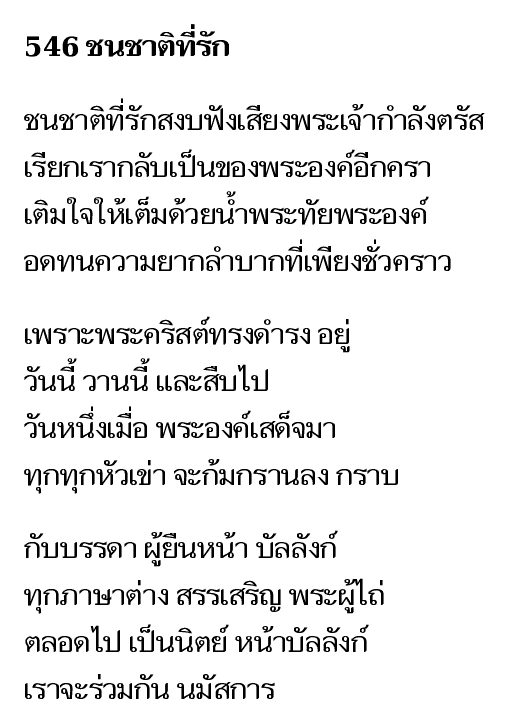 546 ชนชาติที่รัก
ชนชาติที่รักสงบฟังเสียงพระเจ้ากำลังตรัส
เรียกเรากลับเป็นของพระองค์อีกครา
เติมใจให้เต็มด้วยน้ำพระทัยพระองค์
อดทนความยากลำบากที่เพียงชั่วคราว
เพราะพระคริสต์ทรงดำรง อยู่
วันนี้ วานนี้ และสืบไป
วันหนึ่งเมื่อ พระองค์เสด็จมา
ทุกทุกหัวเข่า จะก้มกรานลง กราบ
กับบรรดา ผู้ยืนหน้า บัลลังก์
ทุกภาษาต่าง สรรเสริญ พระผู้ไถ่
ตลอดไป เป็นนิตย์ หน้าบัลลังก์
เราจะร่วมกัน นมัสการ